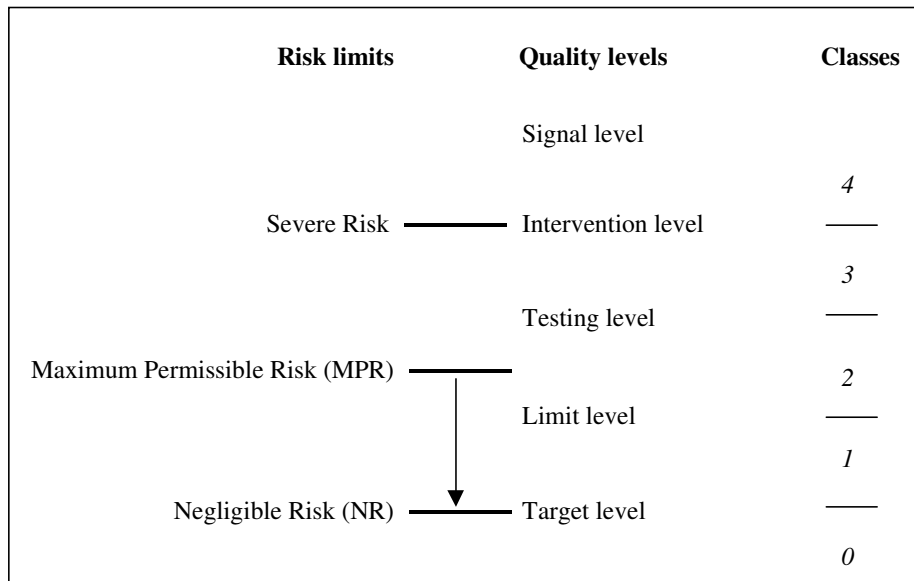 Risk limits Quality levels Classes
Signal level
4
Severe Risk Intervention level
3
Testing level
Maximum Permissible Risk (MPR) 2
Limit level
1
Negligible Risk (NR) Target level
0